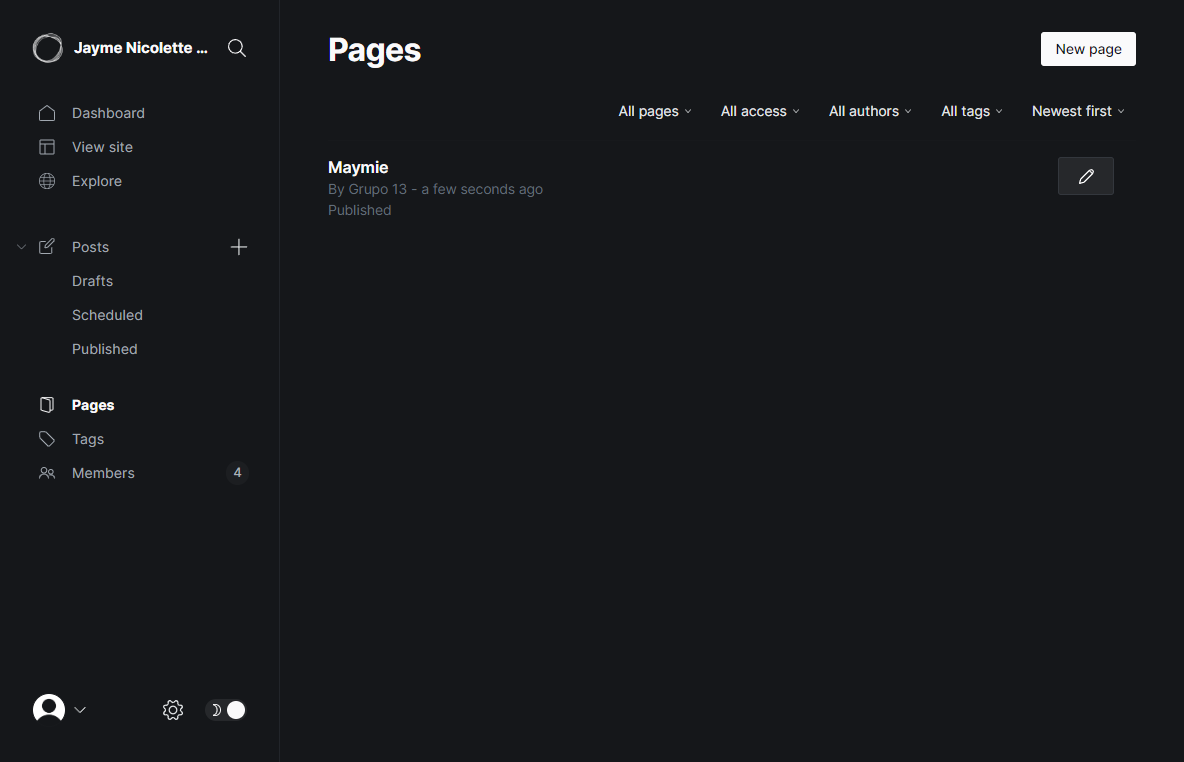 Jayme Nicolette ...
Dashboard
View site
Explore
Posts
Drafts
Scheduled
Published
Pages
Tags
Members
4
Pages
New page
All pages
All access
All authors
All tags
Newest first
Maymie
By Grupo 13 - a few seconds ago
Published